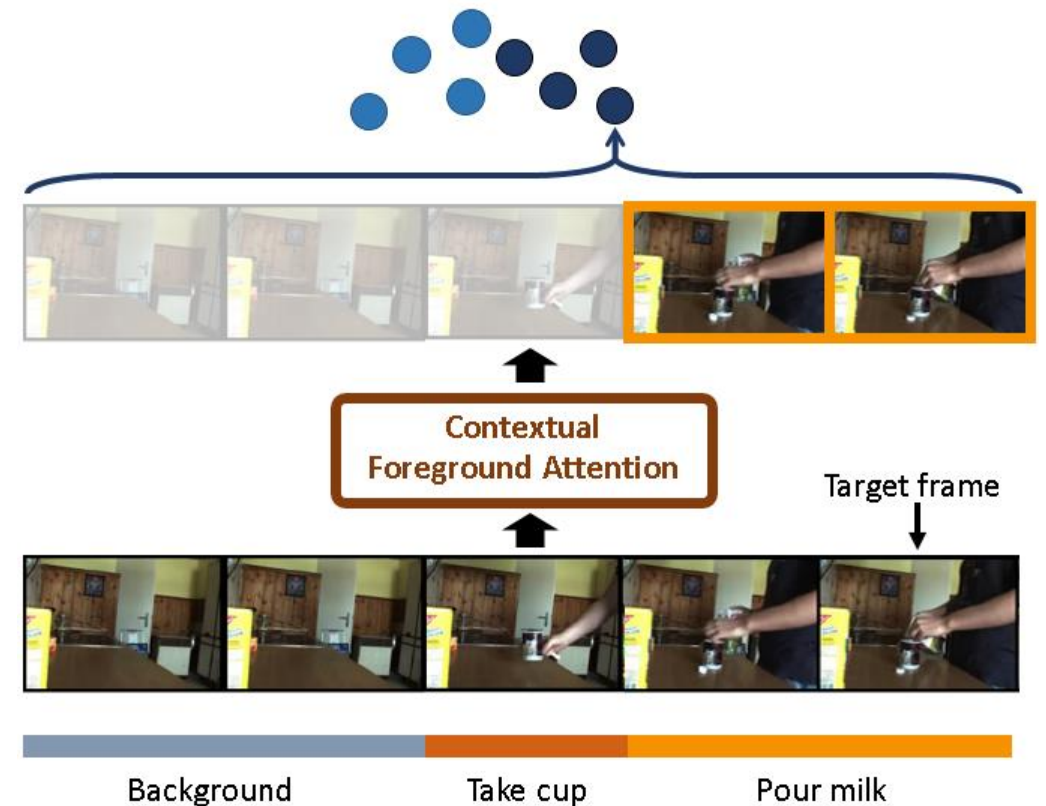 Contextual
Foreground Attention
Target frame
Background
Take cup
Pour milk